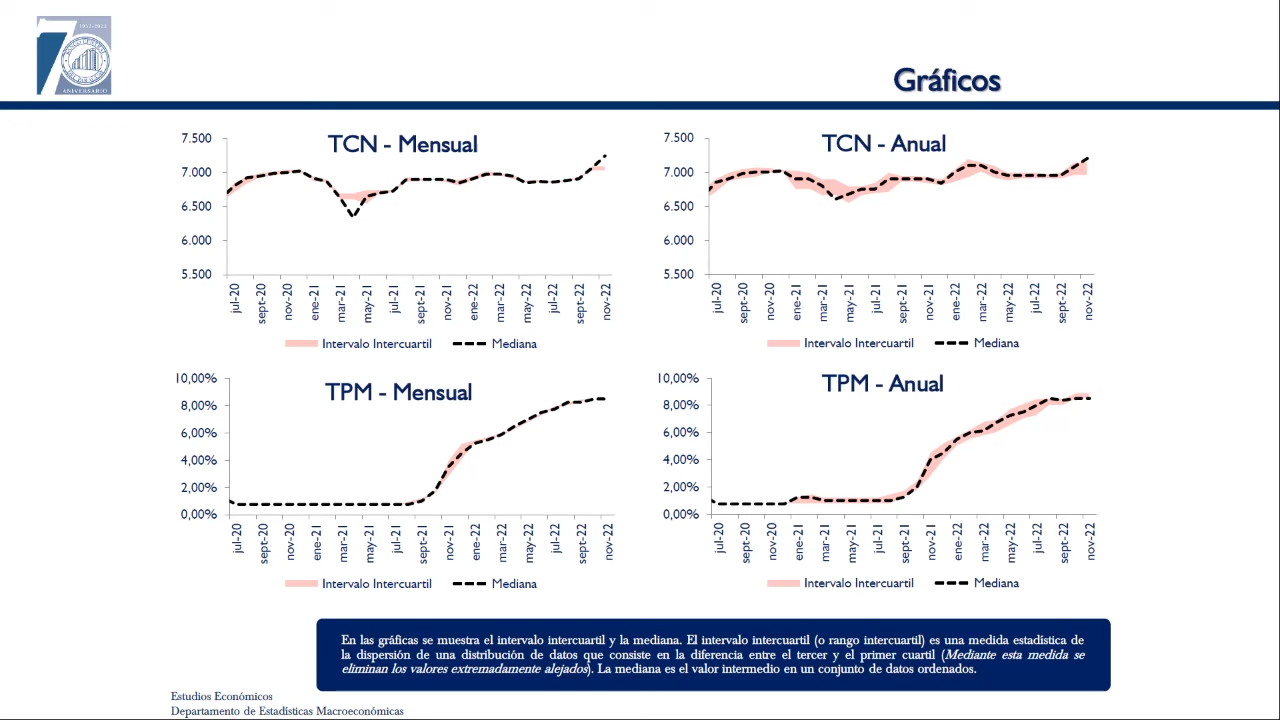 1952-2022
ANIVERSARIO
Gráficos
TCN - Mensual
7.500
7.000
6.500
6.000
5.500
jul-20
sept-20
nov-20
ene-21
mar-21
may-21
jul-21
sept-21
nov-21
ene-22
mar-22
may-22
jul-22
sept-22
nov-22
Intervalo Intercuartil
Mediana
TCN - Anual
7.500
7.000
6.500
6.000
5.500
jul-20
sept-20
nov-20
ene-21
mar-21
may-21
jul-21
sept-21
nov-21
ene-22
mar-22
may-22
jul-22
sept-22
nov-22
Intervalo Intercuartil
Mediana
TPM - Mensual
10,00%
8,00%
6,00%
4,00%
2,00%
0,00%
jul-20
sept-20
nov-20
ene-21
mar-21
may-21
jul-21
sept-21
nov-21
ene-22
mar-22
may-22
jul-22
sept-22
nov-22
Intervalo Intercuartil
Mediana
TPM - Anual
10,00%
8,00%
6,00%
4,00%
2,00%
0,00%
jul-20
sept-20
nov-20
ene-21
mar-21
may-21
jul-21
sept-21
nov-21
ene-22
mar-22
may-22
jul-22
sept-22
nov-22
Intervalo Intercuartil
Mediana
En las gráficas se muestra el intervalo intercuartil y la mediana. El intervalo intercuartil (o rango intercuartil) es una medida estadística de
la dispersión de una distribución de datos que consiste en la diferencia entre el tercer y el primer cuartil (Mediante esta medida se
eliminan los valores extremadamente alejados). La mediana es el valor intermedio en un conjunto de datos ordenados.
Estudios Económicos
Departamento de Estadísticas Macroeconómicas